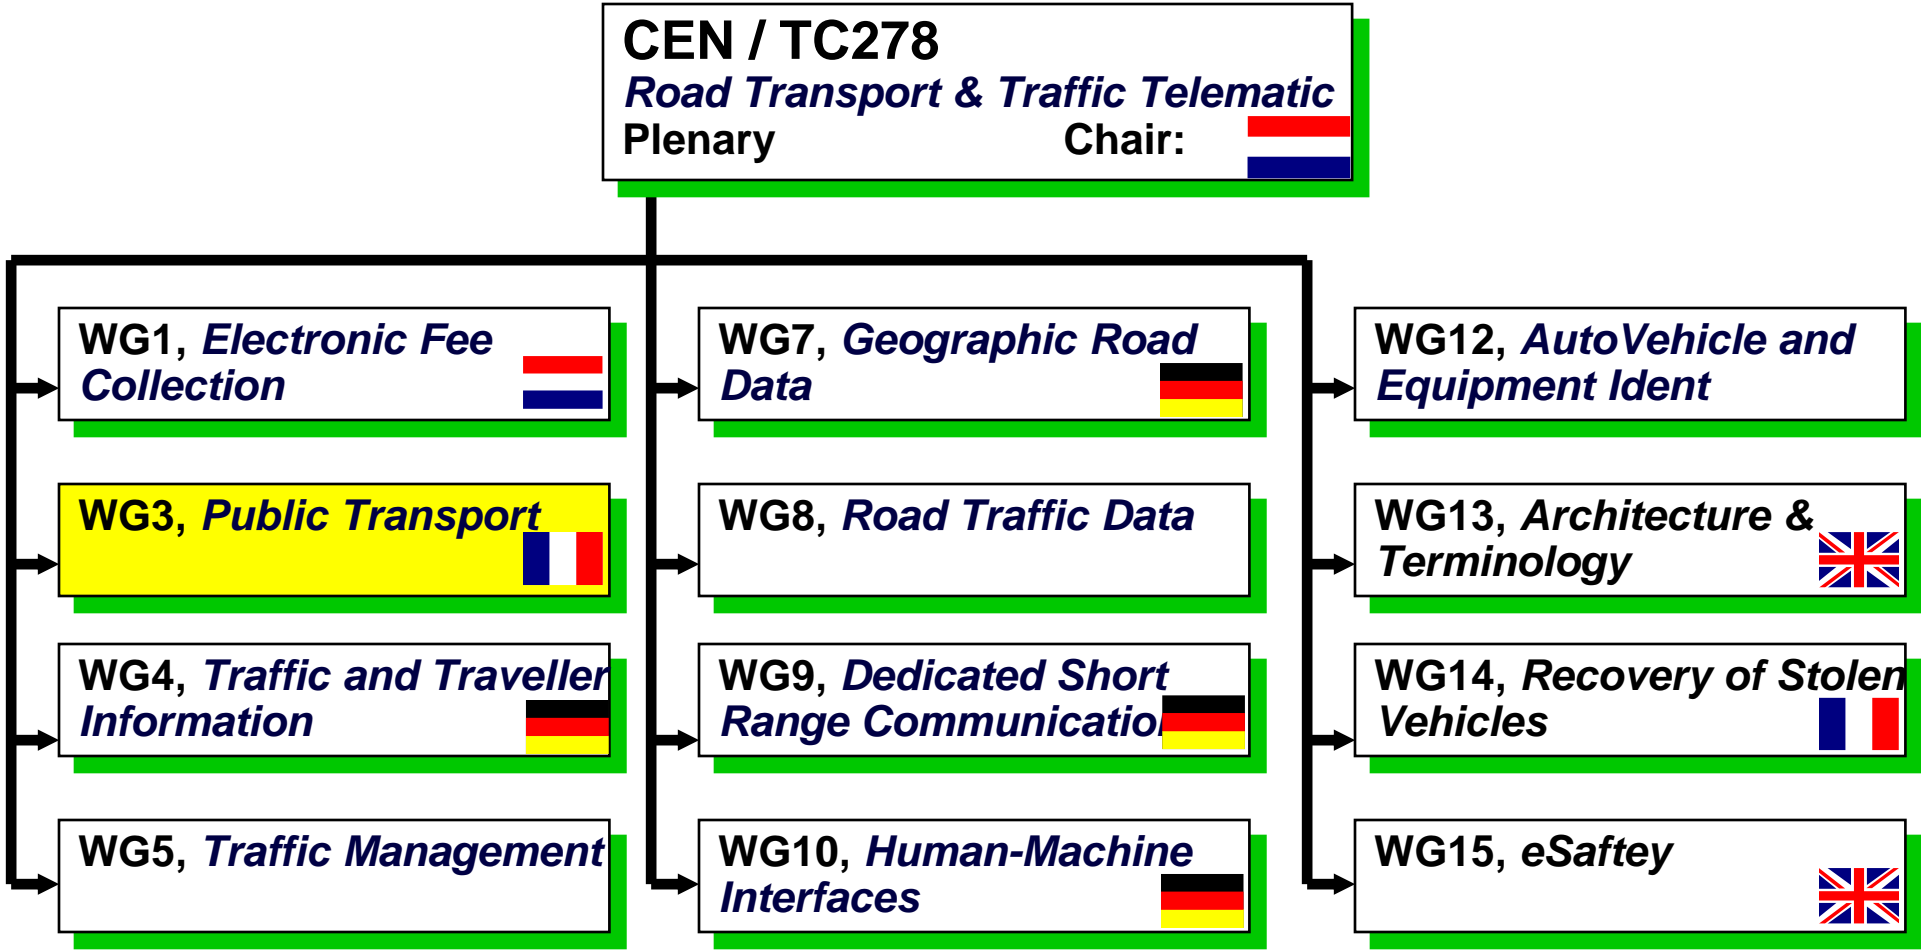 CEN / TC278
Road Transport & Traffic Telematic
Plenary Chair:
WG1, Electronic Fee
Collection
WG3, Public Transport
WG4, Traffic and Traveller
Information
WG5, Traffic Management
WG7, Geographic Road
Data
WG8, Road Traffic Data
WG9, Dedicated Short
Range Communication
WG10, Human-Machine
Interfaces
WG12, AutoVehicle and
Equipment Ident
WG13, Architecture &
Terminology
WG14, Recovery of Stolen
Vehicles
WG15, eSaftey